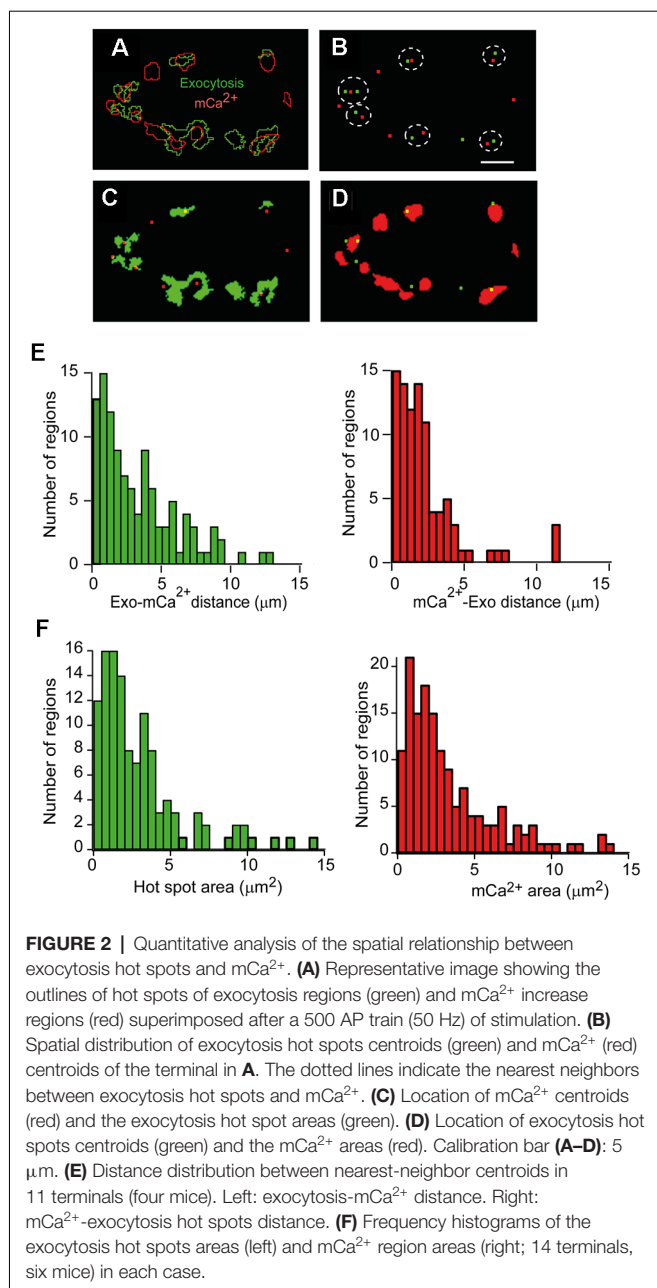 A
B
Exocytosis
mCa2+
C
D
E
15
10
5
0
Number of regions
0 5 10 15
Exo-mCa2+ distance (μm)
15
10
5
0
Number of regions
0 5 10 15
mCa2+-Exo distance (μm)
F
16
14
12
10
8
6
4
2
0
Number of regions
0 5 10 15
Hot spot area (μm2)
20
15
10
5
0
Number of regions
0 5 10 15
mCa2+ area (μm2)
FIGURE 2 | Quantitative analysis of the spatial relationship between
exocytosis hot spots and mCa2+. (A) Representative image showing the
outlines of hot spots of exocytosis regions (green) and mCa2+ increase
regions (red) superimposed after a 500 AP train (50 Hz) of stimulation. (B)
Spatial distribution of exocytosis hot spots centroids (green) and mCa2+ (red)
centroids of the terminal in A. The dotted lines indicate the nearest neighbors
between exocytosis hot spots and mCa2+. (C) Location of mCa2+ centroids
(red) and the exocytosis hot spot areas (green). (D) Location of exocytosis hot
spots centroids (green) and the mCa2+ areas (red). Calibration bar (A–D): 5
μm. (E) Distance distribution between nearest-neighbor centroids in
11 terminals (four mice). Left: exocytosis-mCa2+ distance. Right:
mCa2+-exocytosis hot spots distance. (F) Frequency histograms of the
exocytosis hot spots areas (left) and mCa2+ region areas (right; 14 terminals,
six mice) in each case.